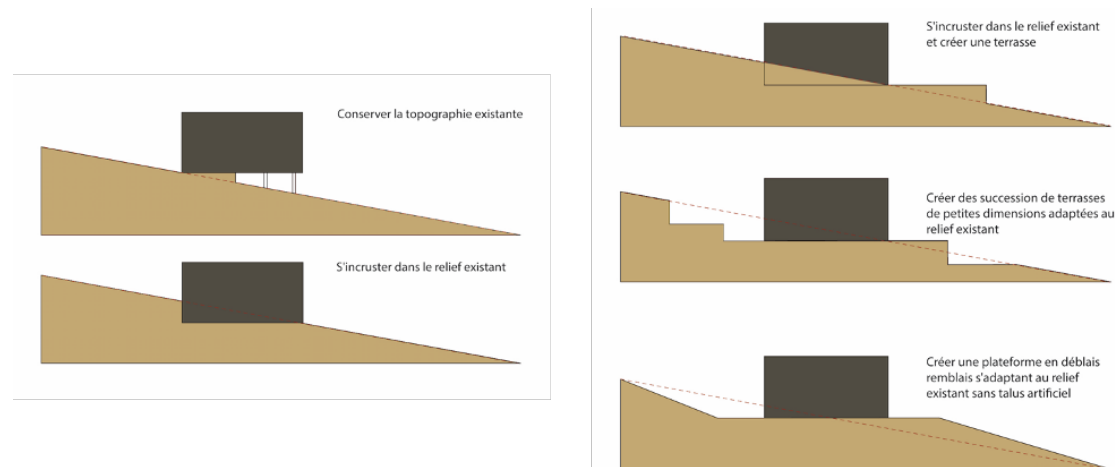 Conserver la topographie existante
S'incruster dans le relief existant
S'incruster dans le relief existant
et créer une terrasse
Créer des succession de terrasses
de petites dimensions adaptées au
relief existant
Créer une plateforme en déblais
remblais s'adaptant au relief
existant sans talus artificiel